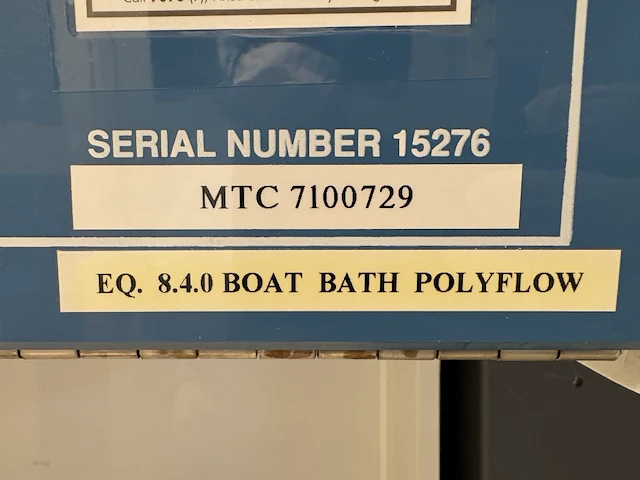 SERIAL NUMBER 15276
MTC 7100729
EQ. 8.4.0 BOAT BATH POLYFLOW